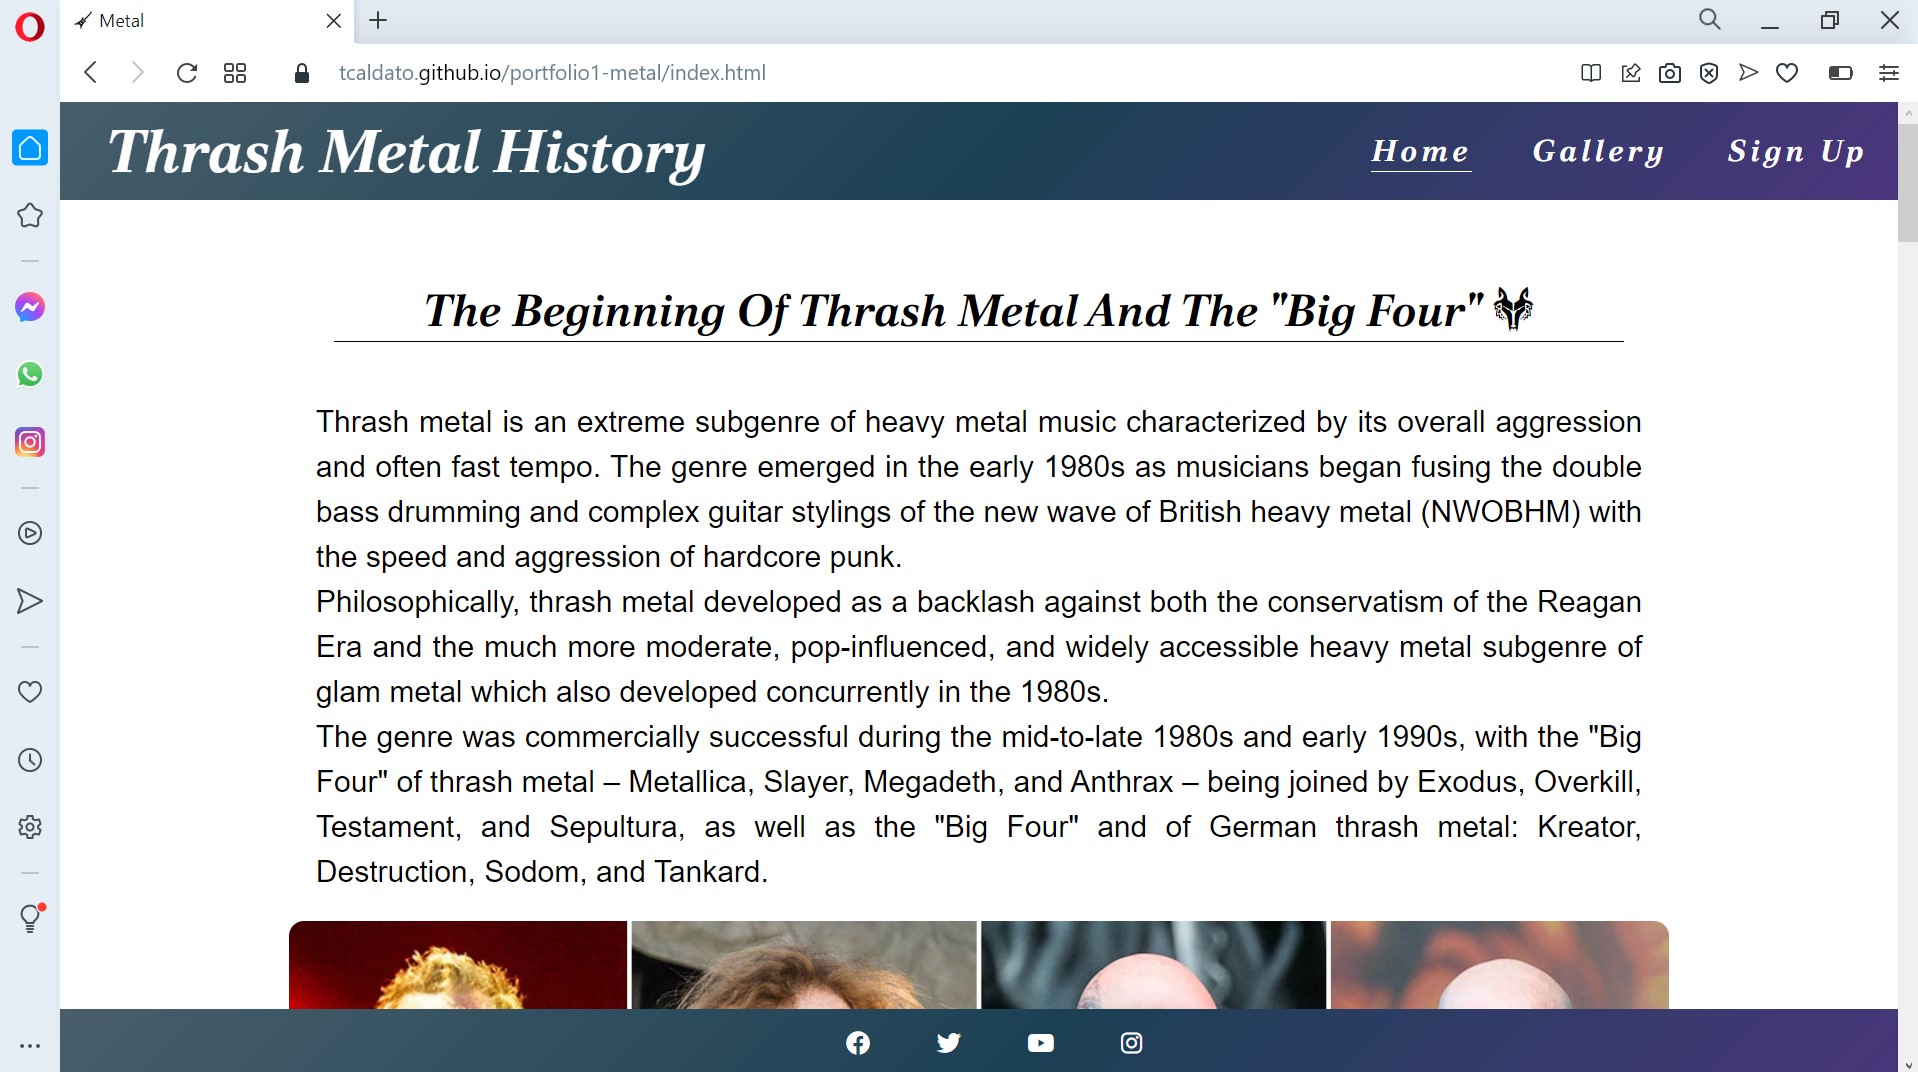 Metal
tcaldato.github.io/portfolio1-metal/index.html
Thrash Metal History
Home Gallery Sign Up
The Beginning Of Thrash Metal And The "Big Four"
Thrash metal is an extreme subgenre of heavy metal music characterized by its overall aggression
and often fast tempo. The genre emerged in the early 1980s as musicians began fusing the double
bass drumming and complex guitar stylings of the new wave of British heavy metal (NWOBHM) with
the speed and aggression of hardcore punk.
Philosophically, thrash metal developed as a backlash against both the conservatism of the Reagan
Era and the much more moderate, pop-influenced, and widely accessible heavy metal subgenre of
glam metal which also developed concurrently in the 1980s.
The genre was commercially successful during the mid-to-late 1980s and early 1990s, with the "Big
Four" of thrash metal – Metallica, Slayer, Megadeth, and Anthrax – being joined by Exodus, Overkill,
Testament, and Sepultura, as well as the "Big Four" and of German thrash metal: Kreator,
Destruction, Sodom, and Tankard.